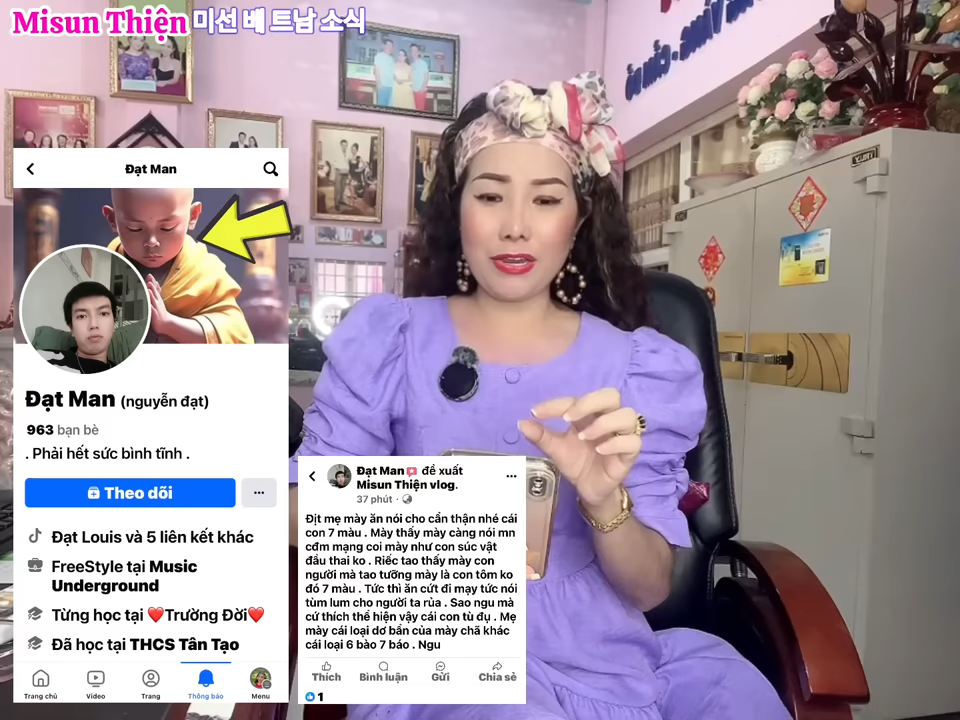 Misun Thiện 미선 베 트남 소식
Đạt Man
Đạt Man (nguyễn đạt)
963 bạn bè
. Phải hết sức bình tĩnh .
Theo dõi
Đạt Louis và 5 liên kết khác
FreeStyle tại Music
Underground
Từng học tại ❤️Trường Đời❤️
Đã học tại THCS Tân Tạo
Trang chủ Video Trang Thông báo Menu
Đạt Man đề xuất
Misun Thiện vlog.
37 phút ·
Địt mẹ mày ăn nói cho cẩn thận nhé cái
con 7 màu . Mày thấy mày càng nói mn
cđm mạng coi mày như con súc vật
đầu thai ko . Riếc tao thấy mày con
người mà tao tưỡng mày là con tôm ko
đó 7 màu . Tức thì ăn cứt đi mạy tức nói
tùm lum cho người ta rủa . Sao ngu mà
cứ thích thể hiện vậy cái con tù đụ . Mẹ
mày cái loại dơ bẩn của mày chã khác
cái loại 6 bào 7 báo . Ngu
Thích Bình luận Gửi Chia sẻ
1